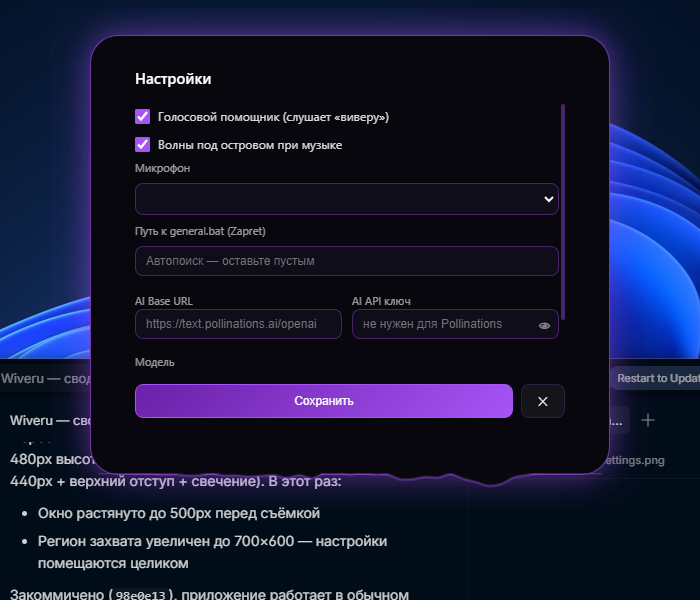 Настройки
Голосовой помощник (слушает «виверу»)
Волны под островом при музыке
Микрофон
Путь к general.bat (Zapret)
Автопоиск — оставьте пустым
AI Base URL
AI API ключ
https://text.pollinations.ai/openai
не нужен для Pollinations
Модель
Wiveru — свод
Restart to Updat
Сохранить
Wiveru — сво
...
480px высот
ettings.png
440px + верхний отступ + свечение). В этот раз:
• Окно растянуто до 500px перед съёмкой
• Регион захвата увеличен до 700×600 — настройки
помещаются целиком
Закоммичено (98e0e13), приложение работает в обычном